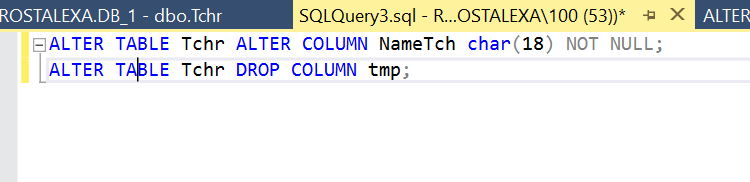 ROSTALEXA.DB_1 - dbo.Tchr
SQLQuery3.sql - R...OSTALEXA\100 (53))*
ALTER
ALTER TABLE Tchr ALTER COLUMN NameTch char(18) NOT NULL;
ALTER TABLE Tchr DROP COLUMN tmp;